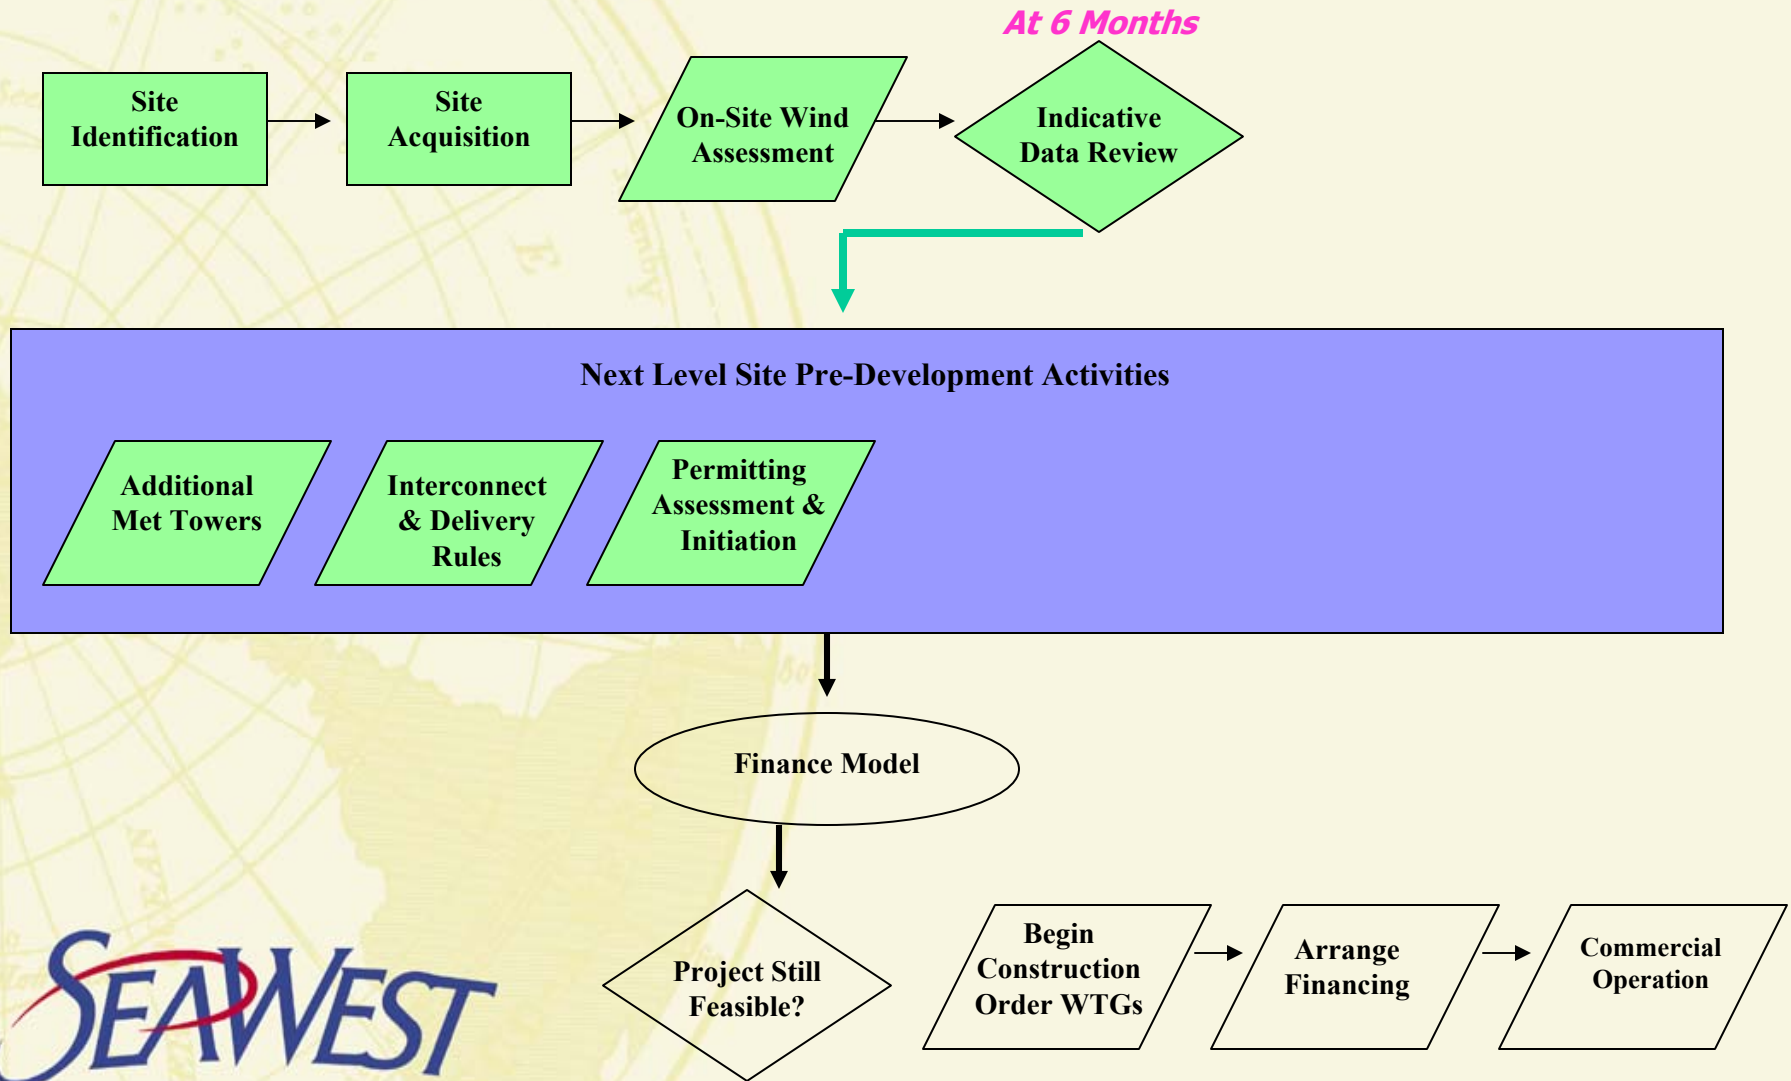 At 6 Months
Site
Identification
Site
Acquisition
On-Site Wind
Assessment
Indicative
Data Review
Next Level Site Pre-Development Activities
Additional
Met Towers
Interconnect
& Delivery
Rules
Permitting
Assessment &
Initiation
Finance Model
Project Still
Feasible?
Begin
Construction
Order WTGs
Arrange
Financing
Commercial
Operation
SEAWEST
E